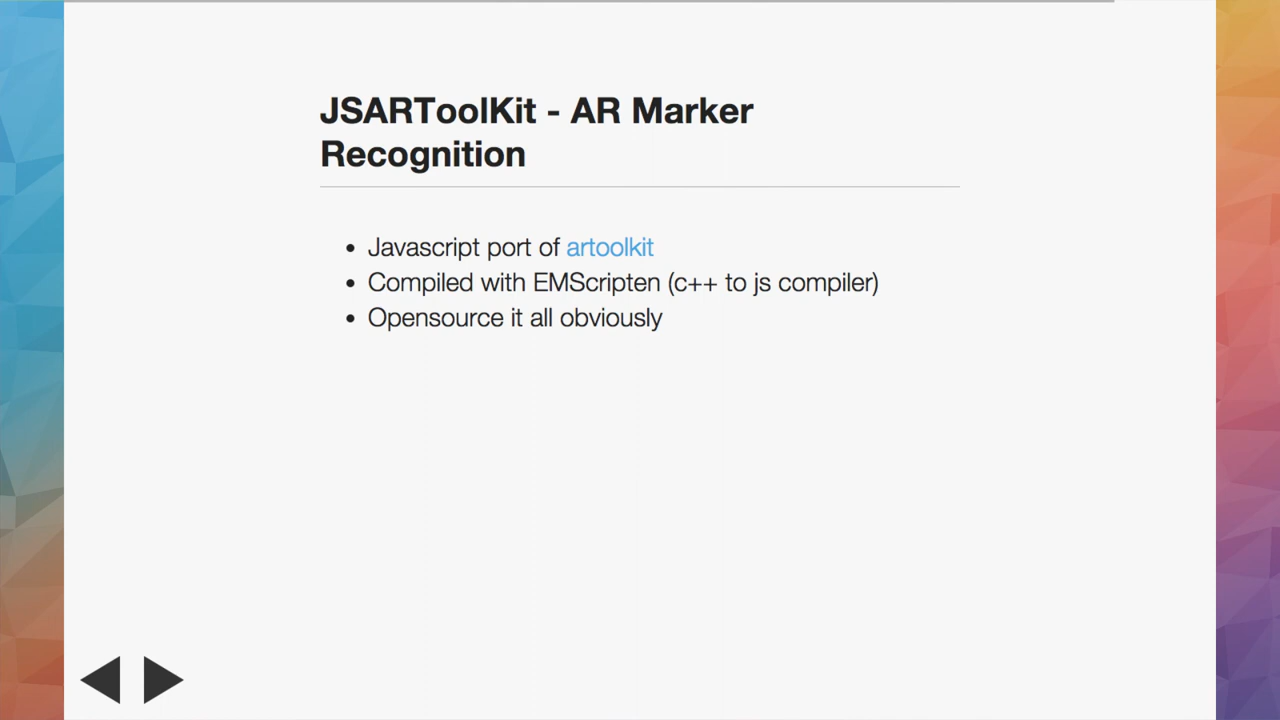 JSARToolKit - AR Marker
Recognition
• Javascript port of artoolkit
• Compiled with EMScripten (c++ to js compiler)
• Opensource it all obviously